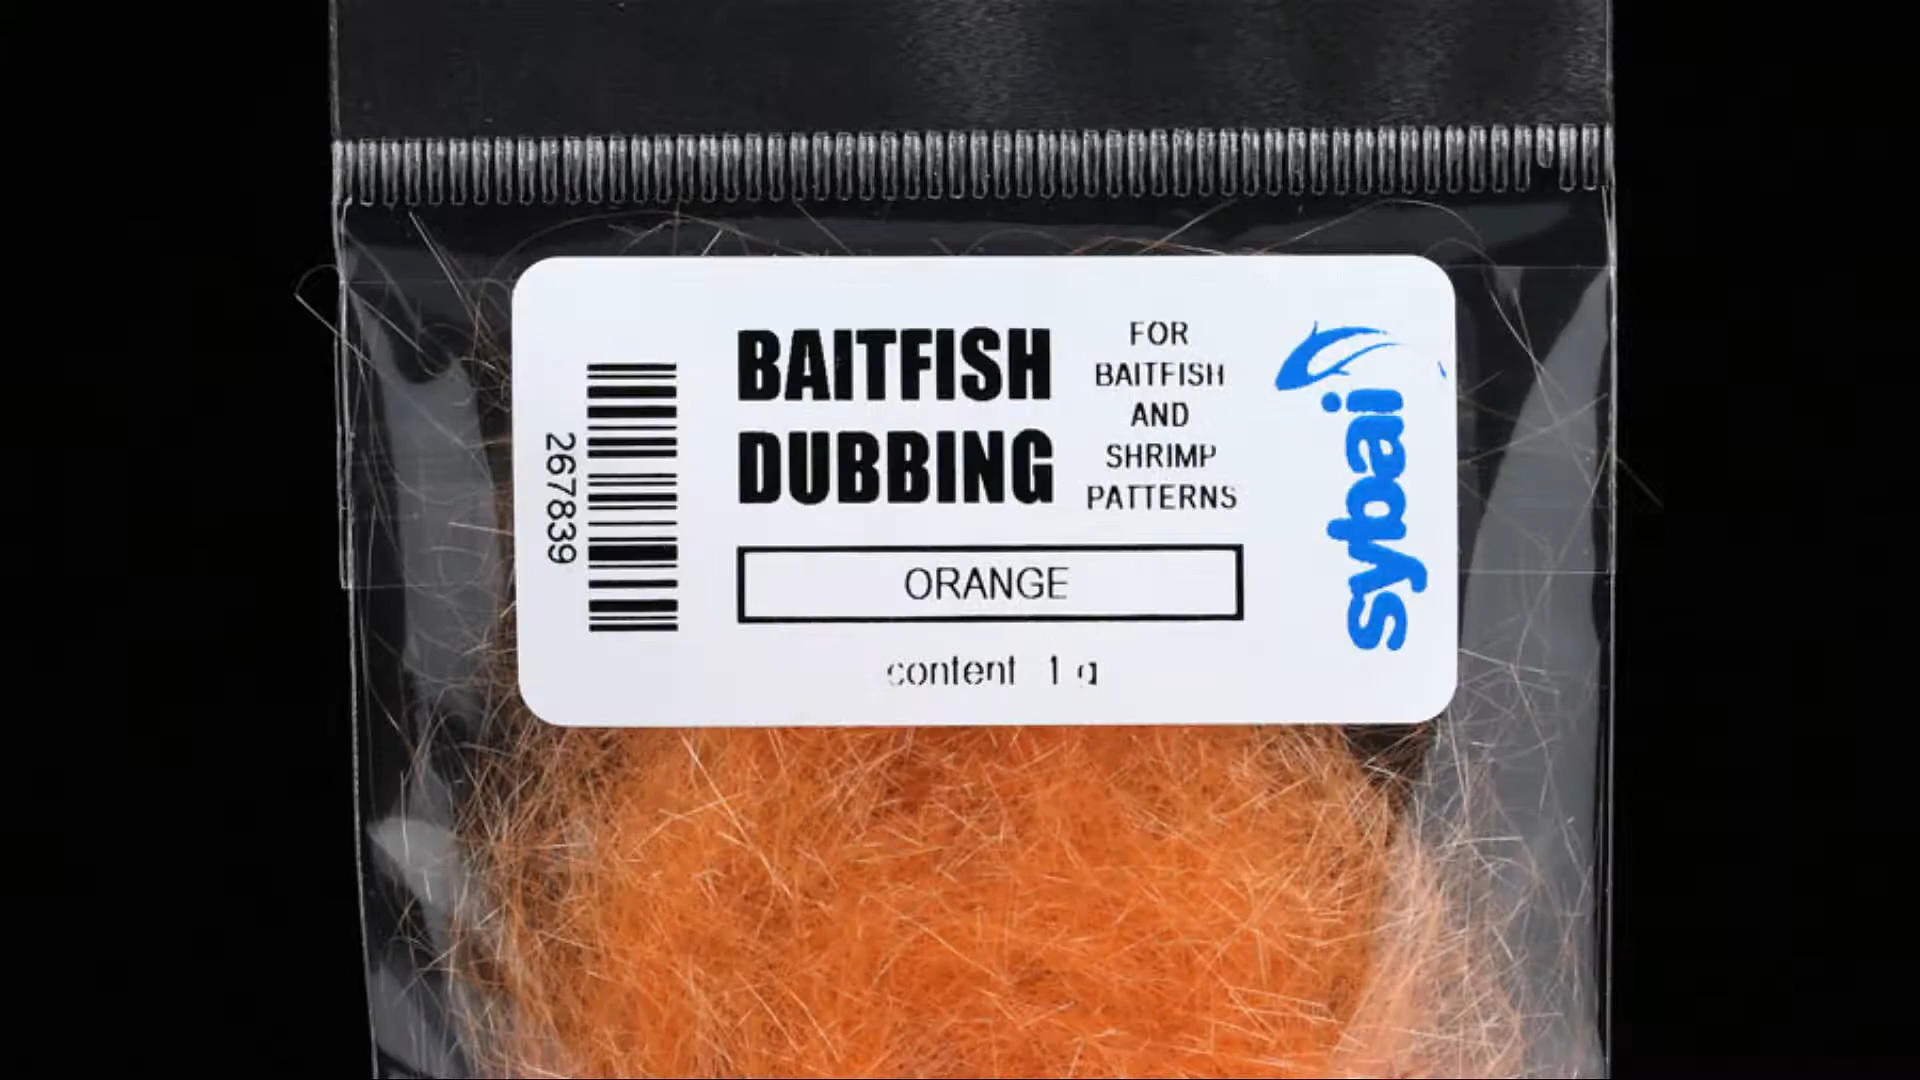 267839
BAITFISH
DUBBING
FOR
BAITFISH
AND
SHRIMP
PATTERNS
ORANGE
content 1 g
sybai